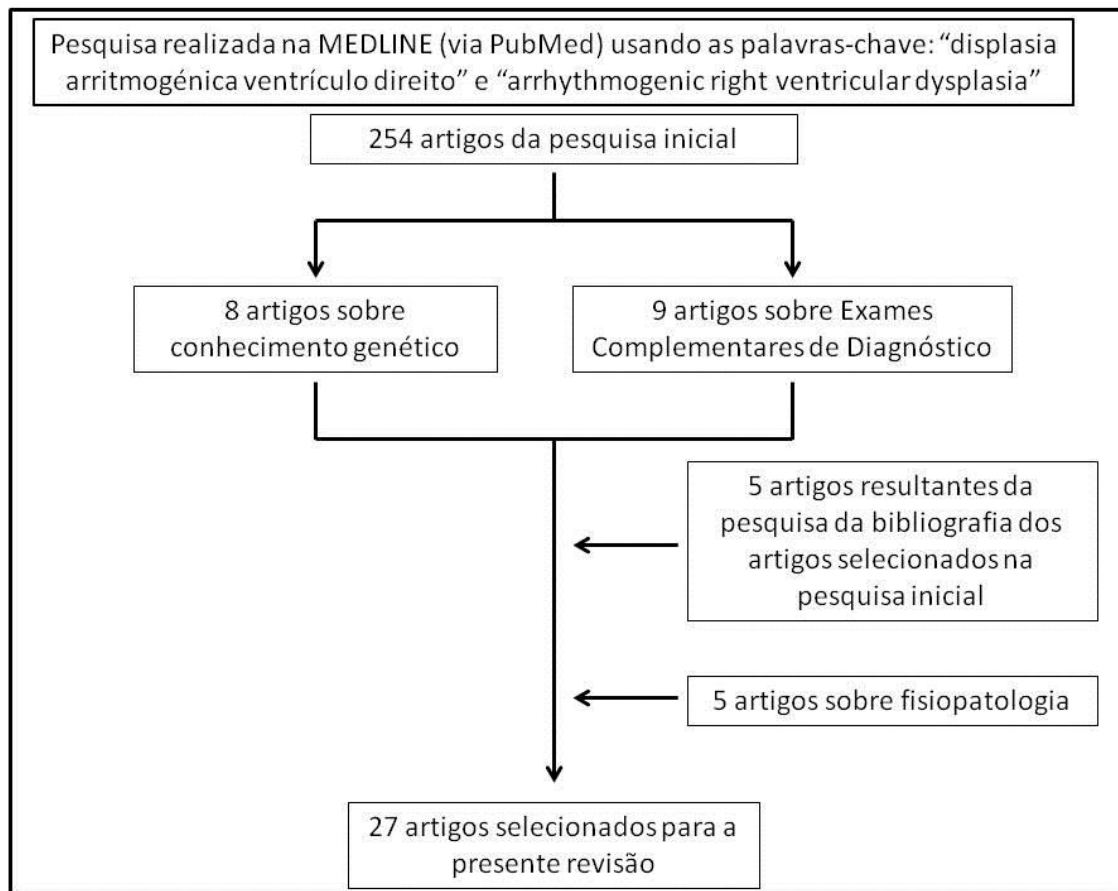 Pesquisa realizada na MEDLINE (via PubMed) usando as palavras-chave: “displasia
arritmogénica ventrículo direito” e “arrhythmogenic right ventricular dysplasia”
254 artigos da pesquisa inicial
8 artigos sobre
conhecimento genético
9 artigos sobre Exames
Complementares de Diagnóstico
5 artigos resultantes da
pesquisa da bibliografia dos
artigos selecionados na
pesquisa inicial
5 artigos sobre fisiopatologia
27 artigos selecionados para a
presente revisão